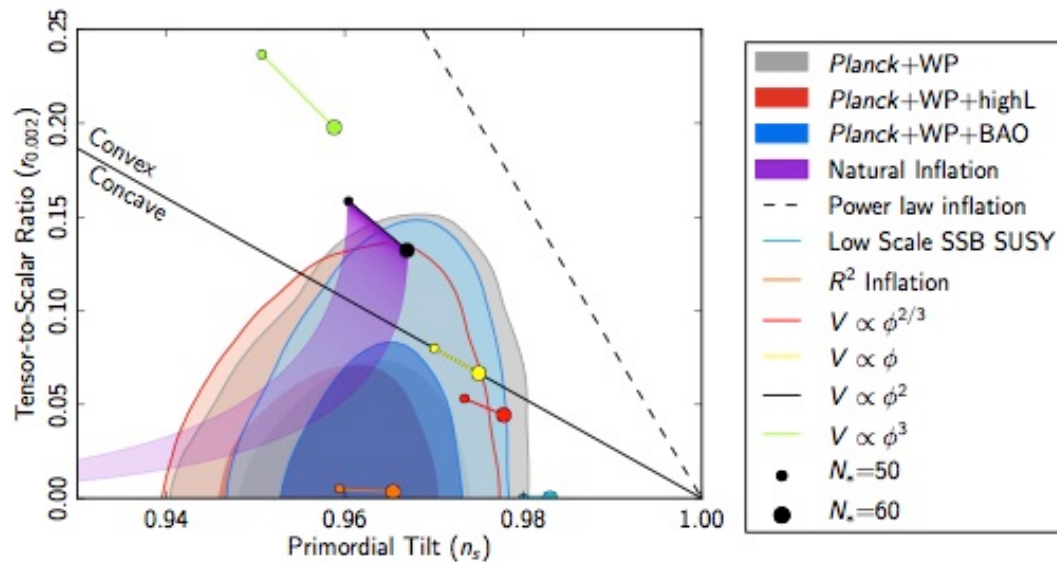 Tensor-to-Scalar Ratio (r₀.₀₀₂)
0.25
0.20
0.15
0.10
0.05
0.00
Convex
Concave
0.94
0.96
0.98
1.00
Primordial Tilt (nₛ)
Planck+WP
Planck+WP+highL
Planck+WP+BAO
Natural Inflation
Power law inflation
Low Scale SSB SUSY
R² Inflation
V ∝ φ²ᐟ³
V ∝ φ
V ∝ φ²
V ∝ φ³
N*=50
N*=60